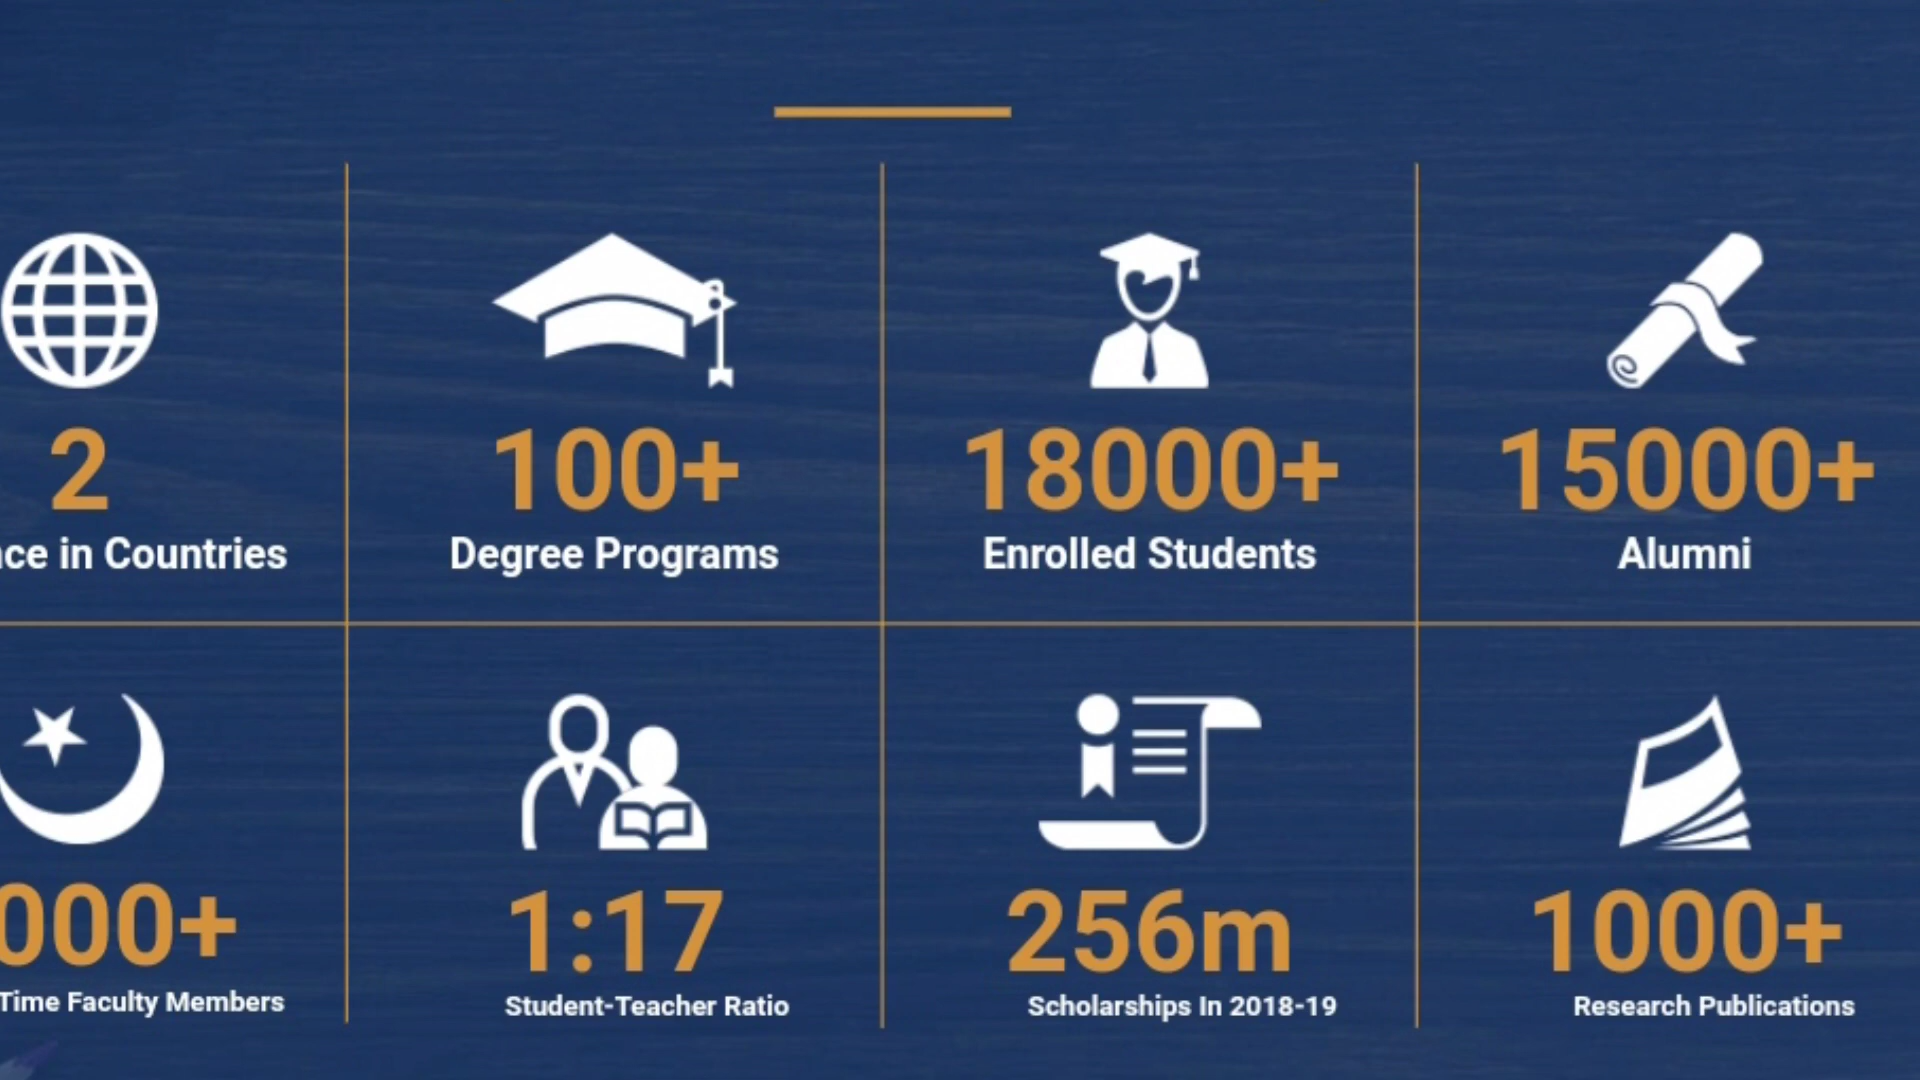 2
100+
18000+
15000+
in Countries
Degree Programs
Enrolled Students
Alumni
000+
1:17
256m
1000+
Time Faculty Members
Student-Teacher Ratio
Scholarships In 2018-19
Research Publications